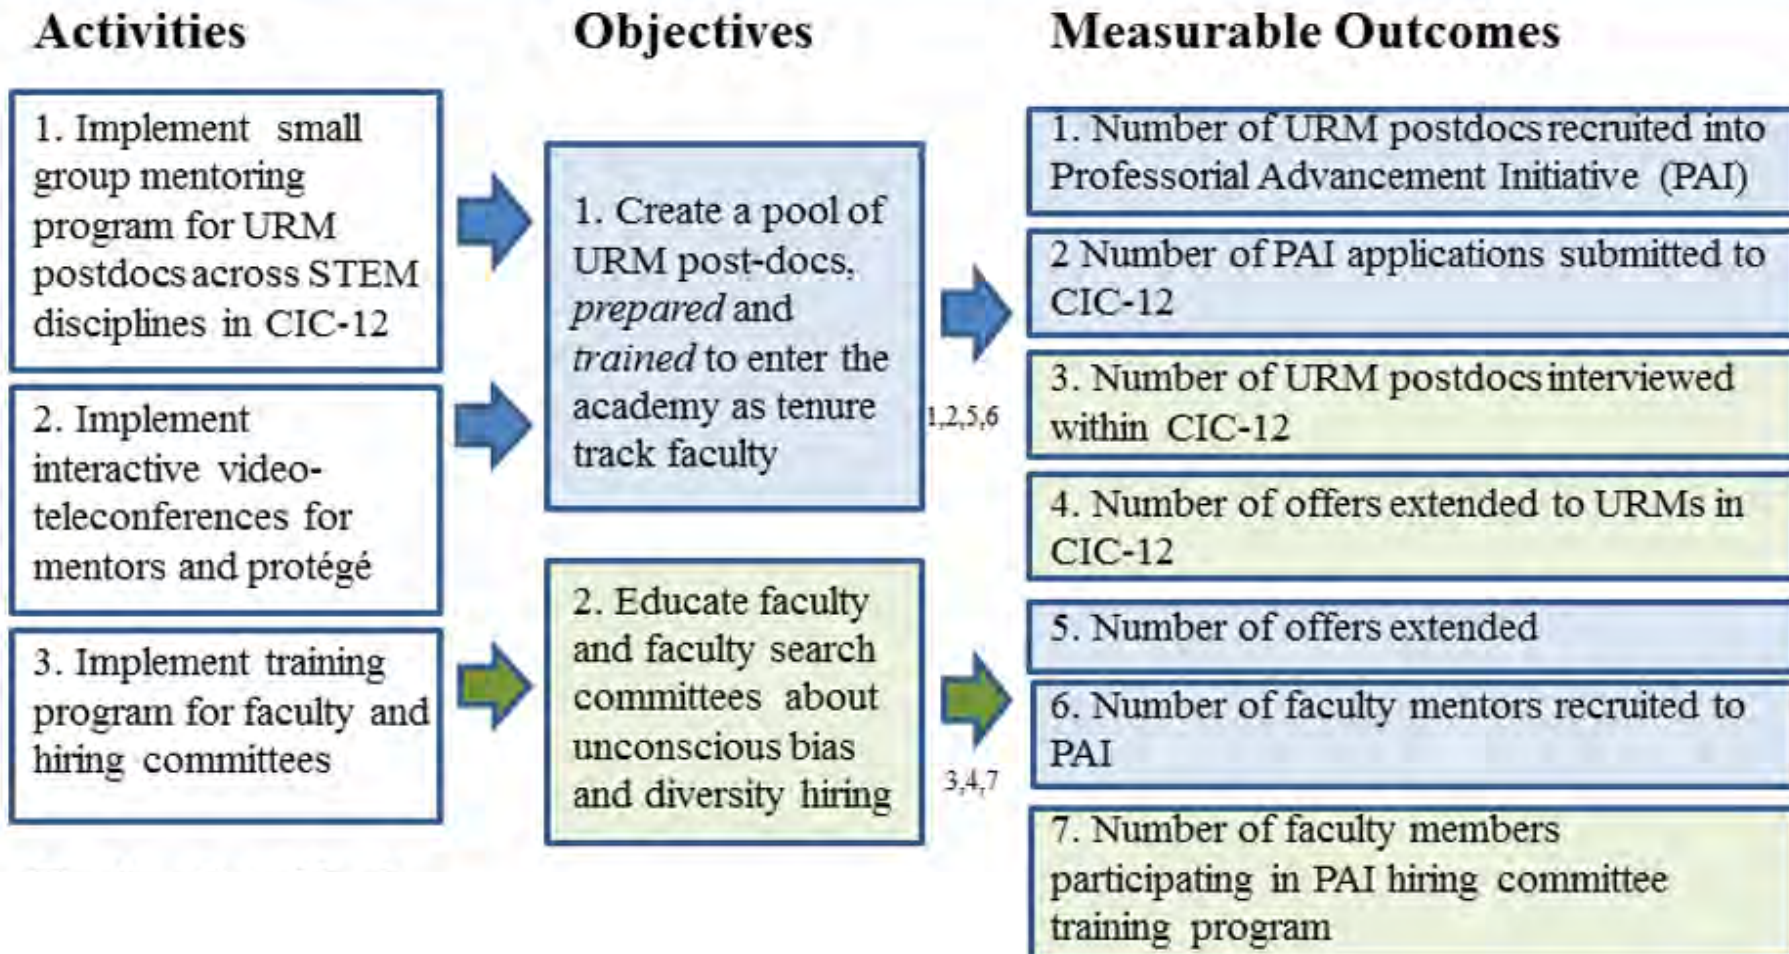 Activities
Objectives
Measurable Outcomes
1. Implement small
group mentoring
program for URM
postdocs across STEM
disciplines in CIC-12
2. Implement
interactive video-
teleconferences for
mentors and protégé
3. Implement training
program for faculty and
hiring committees
1. Create a pool of
URM post-docs,
prepared and
trained to enter the
academy as tenure
track faculty
2. Educate faculty
and faculty search
committees about
unconscious bias
and diversity hiring
1,2,5,6
3,4,7
1. Number of URM postdocs recruited into
Professorial Advancement Initiative (PAI)
2 Number of PAI applications submitted to
CIC-12
3. Number of URM postdocs interviewed
within CIC-12
4. Number of offers extended to URMs in
CIC-12
5. Number of offers extended
6. Number of faculty mentors recruited to
PAI
7. Number of faculty members
participating in PAI hiring committee
training program